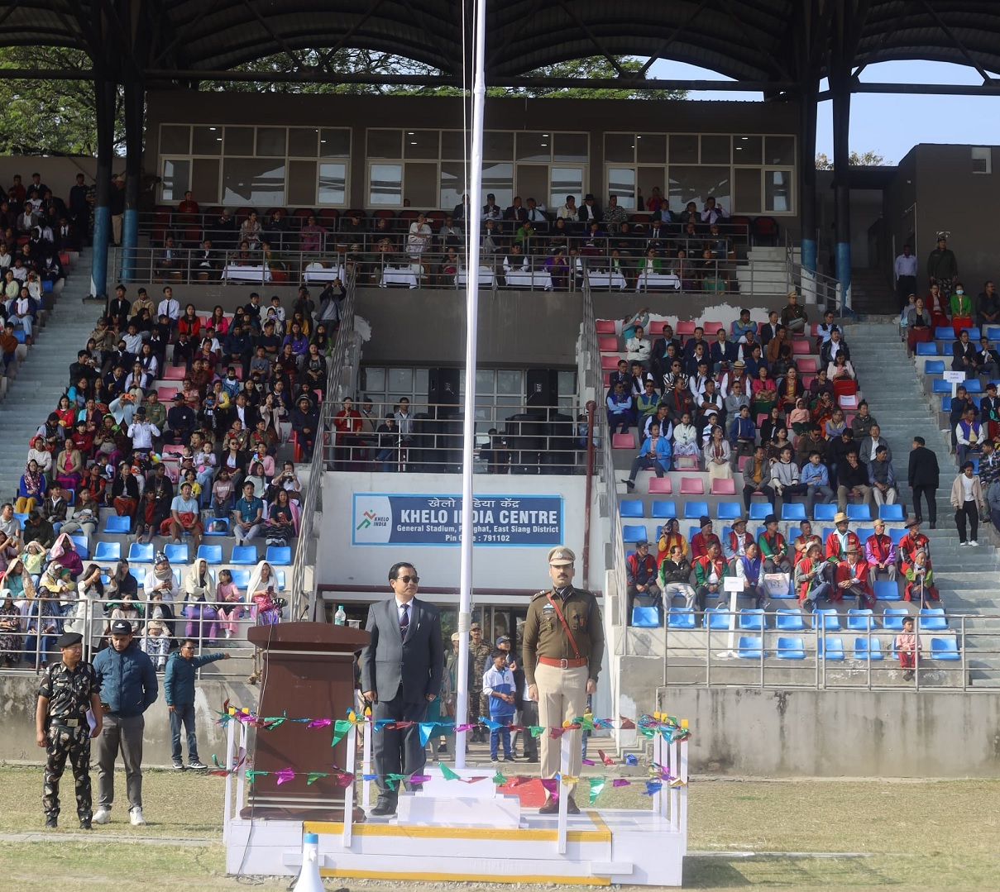 KHELO INDIA
खेलो इंडिया केंद्र
KHELO INDIA CENTRE
General Stadium, Pasighat, East Siang District
Pin Code : 791102